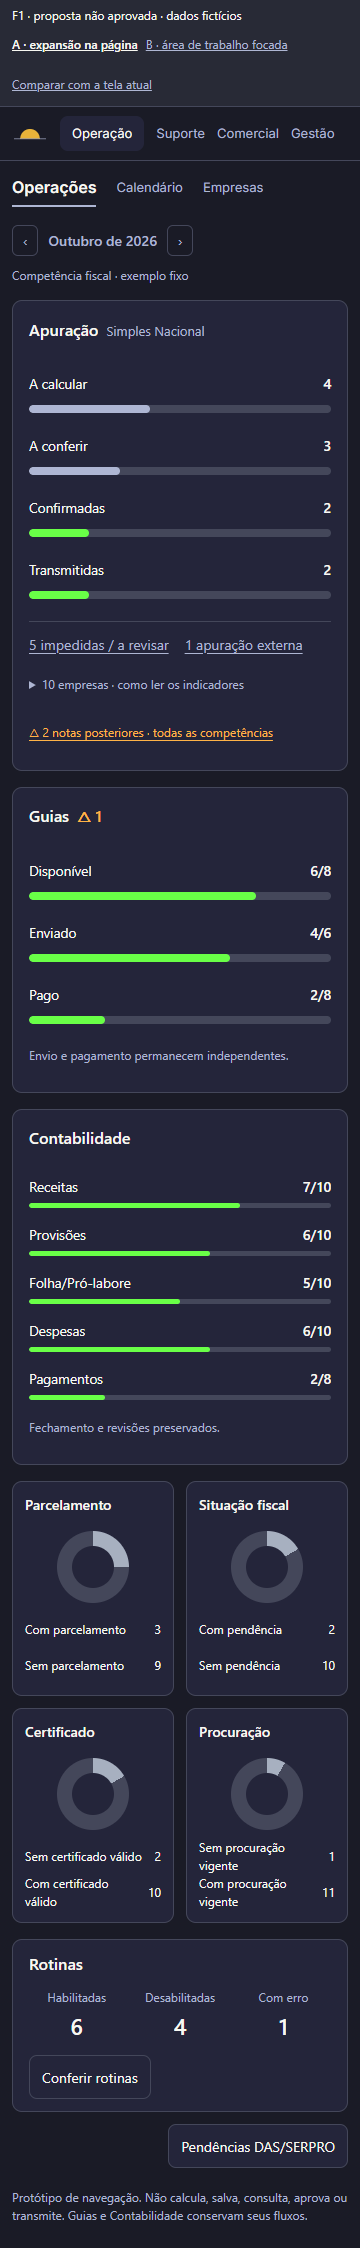 F1 · proposta não aprovada · dados fictícios
A · expansão na página B · área de trabalho focada
Comparar com a tela atual
Operação Suporte Comercial Gestão
Operações Calendário Empresas
‹ Outubro de 2026 ›
Competência fiscal · exemplo fixo
Apuração Simples Nacional
A calcular 4
A conferir 3
Confirmadas 2
Transmitidas 2
5 impedidas / a revisar 1 apuração externa
▶ 10 empresas · como ler os indicadores
△ 2 notas posteriores · todas as competências
Guias △ 1
Disponível 6/8
Enviado 4/6
Pago 2/8
Envio e pagamento permanecem independentes.
Contabilidade
Receitas 7/10
Provisões 6/10
Folha/Pró-labore 5/10
Despesas 6/10
Pagamentos 2/8
Fechamento e revisões preservados.
Parcelamento
Com parcelamento 3
Sem parcelamento 9
Situação fiscal
Com pendência 2
Sem pendência 10
Certificado
Sem certificado válido 2
Com certificado
válido 10
Procuração
Sem procuração
vigente 1
Com procuração
vigente 11
Rotinas
Habilitadas Desabilitadas Com erro
6 4 1
Conferir rotinas
Pendências DAS/SERPRO
Protótipo de navegação. Não calcula, salva, consulta, aprova ou
transmite. Guias e Contabilidade conservam seus fluxos.